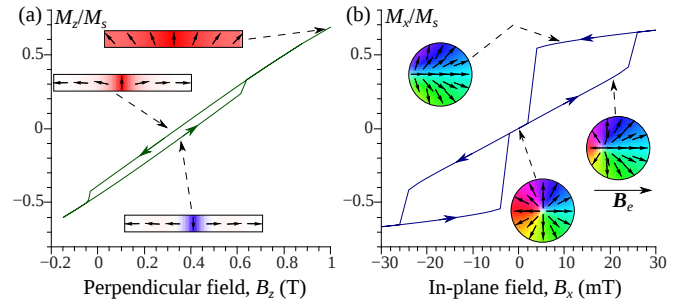 (a) M_z/M_s
0.5
0
−0.5
−0.2 0 0.2 0.4 0.6 0.8 1
Perpendicular field, B_z (T)
(b) M_x/M_s
0.5
0
−0.5
B_e
−30 −20 −10 0 10 20 30
In-plane field, B_x (mT)